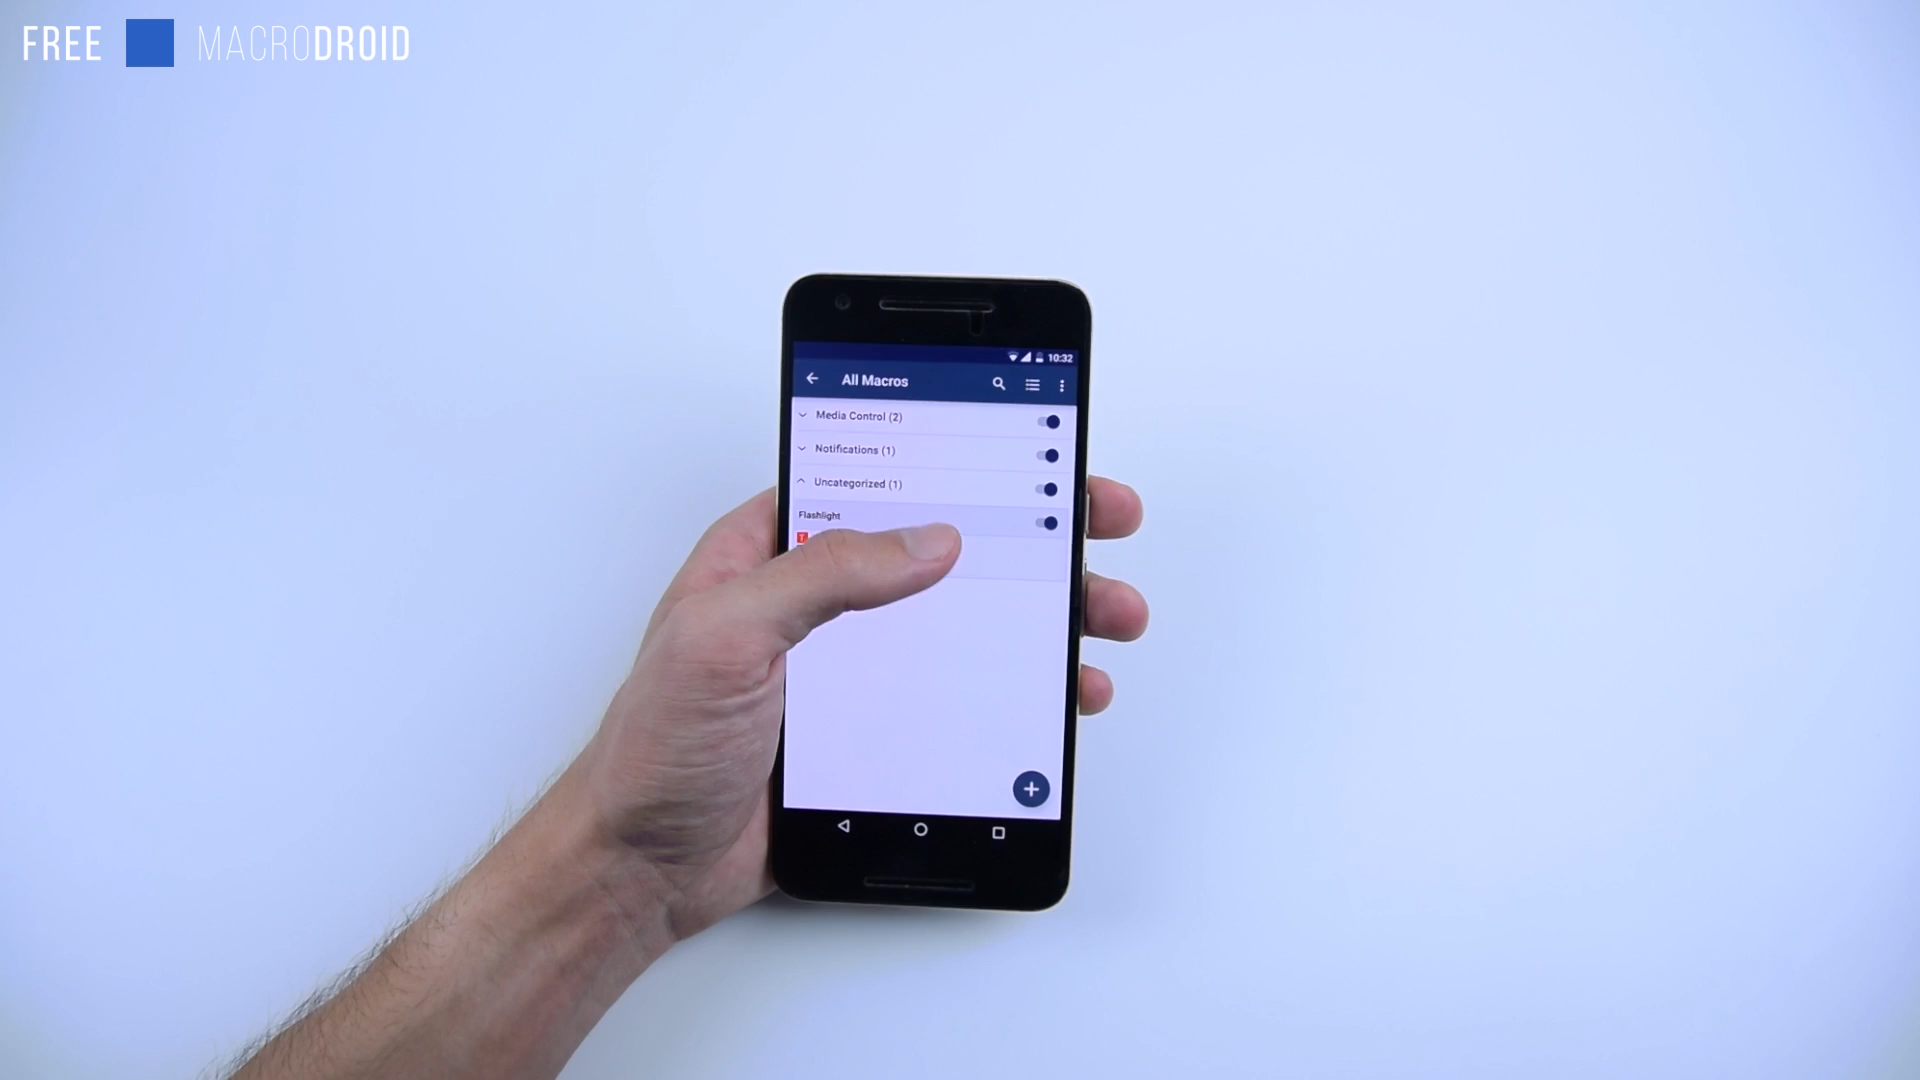 FREE MACRODROID
10:32
All Macros
Media Control (2)
Notifications (1)
Uncategorized (1)
Flashlight
T